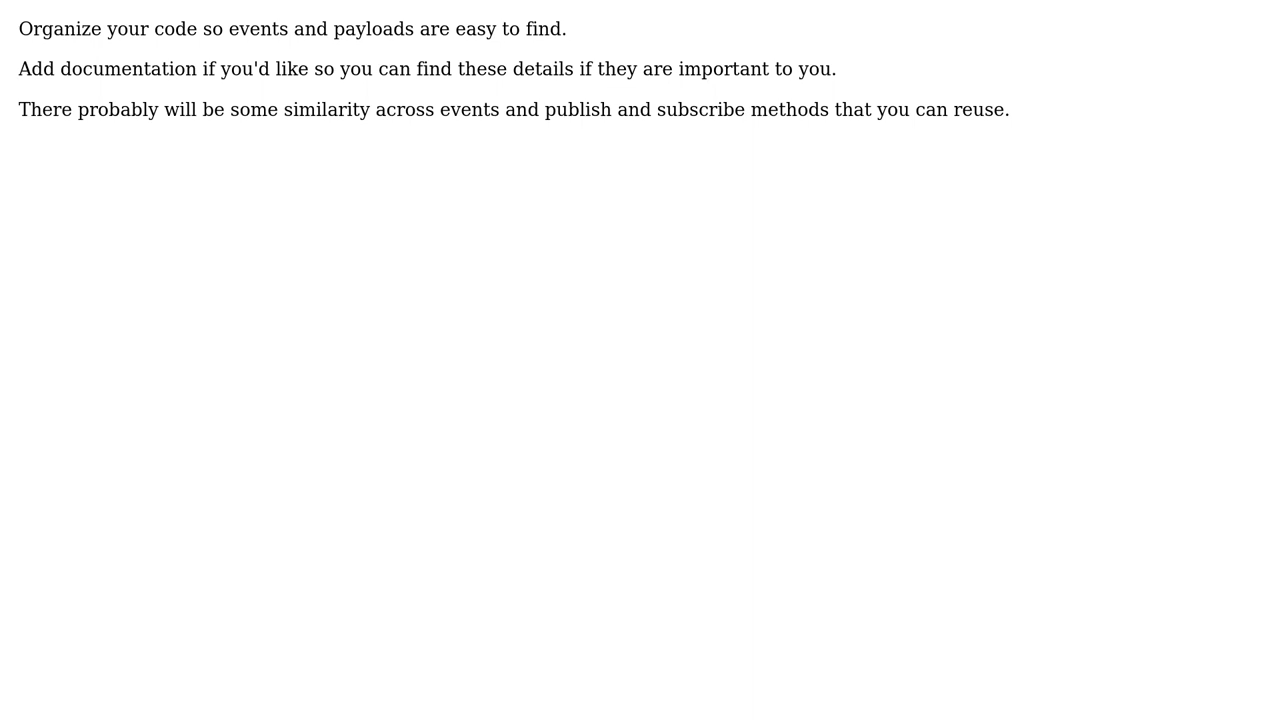 Organize your code so events and payloads are easy to find.
Add documentation if you'd like so you can find these details if they are important to you.
There probably will be some similarity across events and publish and subscribe methods that you can reuse.